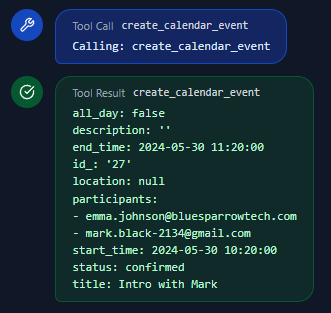 Tool Call create_calendar_event
Calling: create_calendar_event
Tool Result create_calendar_event
all_day: false
description: ''
end_time: 2024-05-30 11:20:00
id_: '27'
location: null
participants:
- emma.johnson@bluesparrowtech.com
- mark.black-2134@gmail.com
start_time: 2024-05-30 10:20:00
status: confirmed
title: Intro with Mark